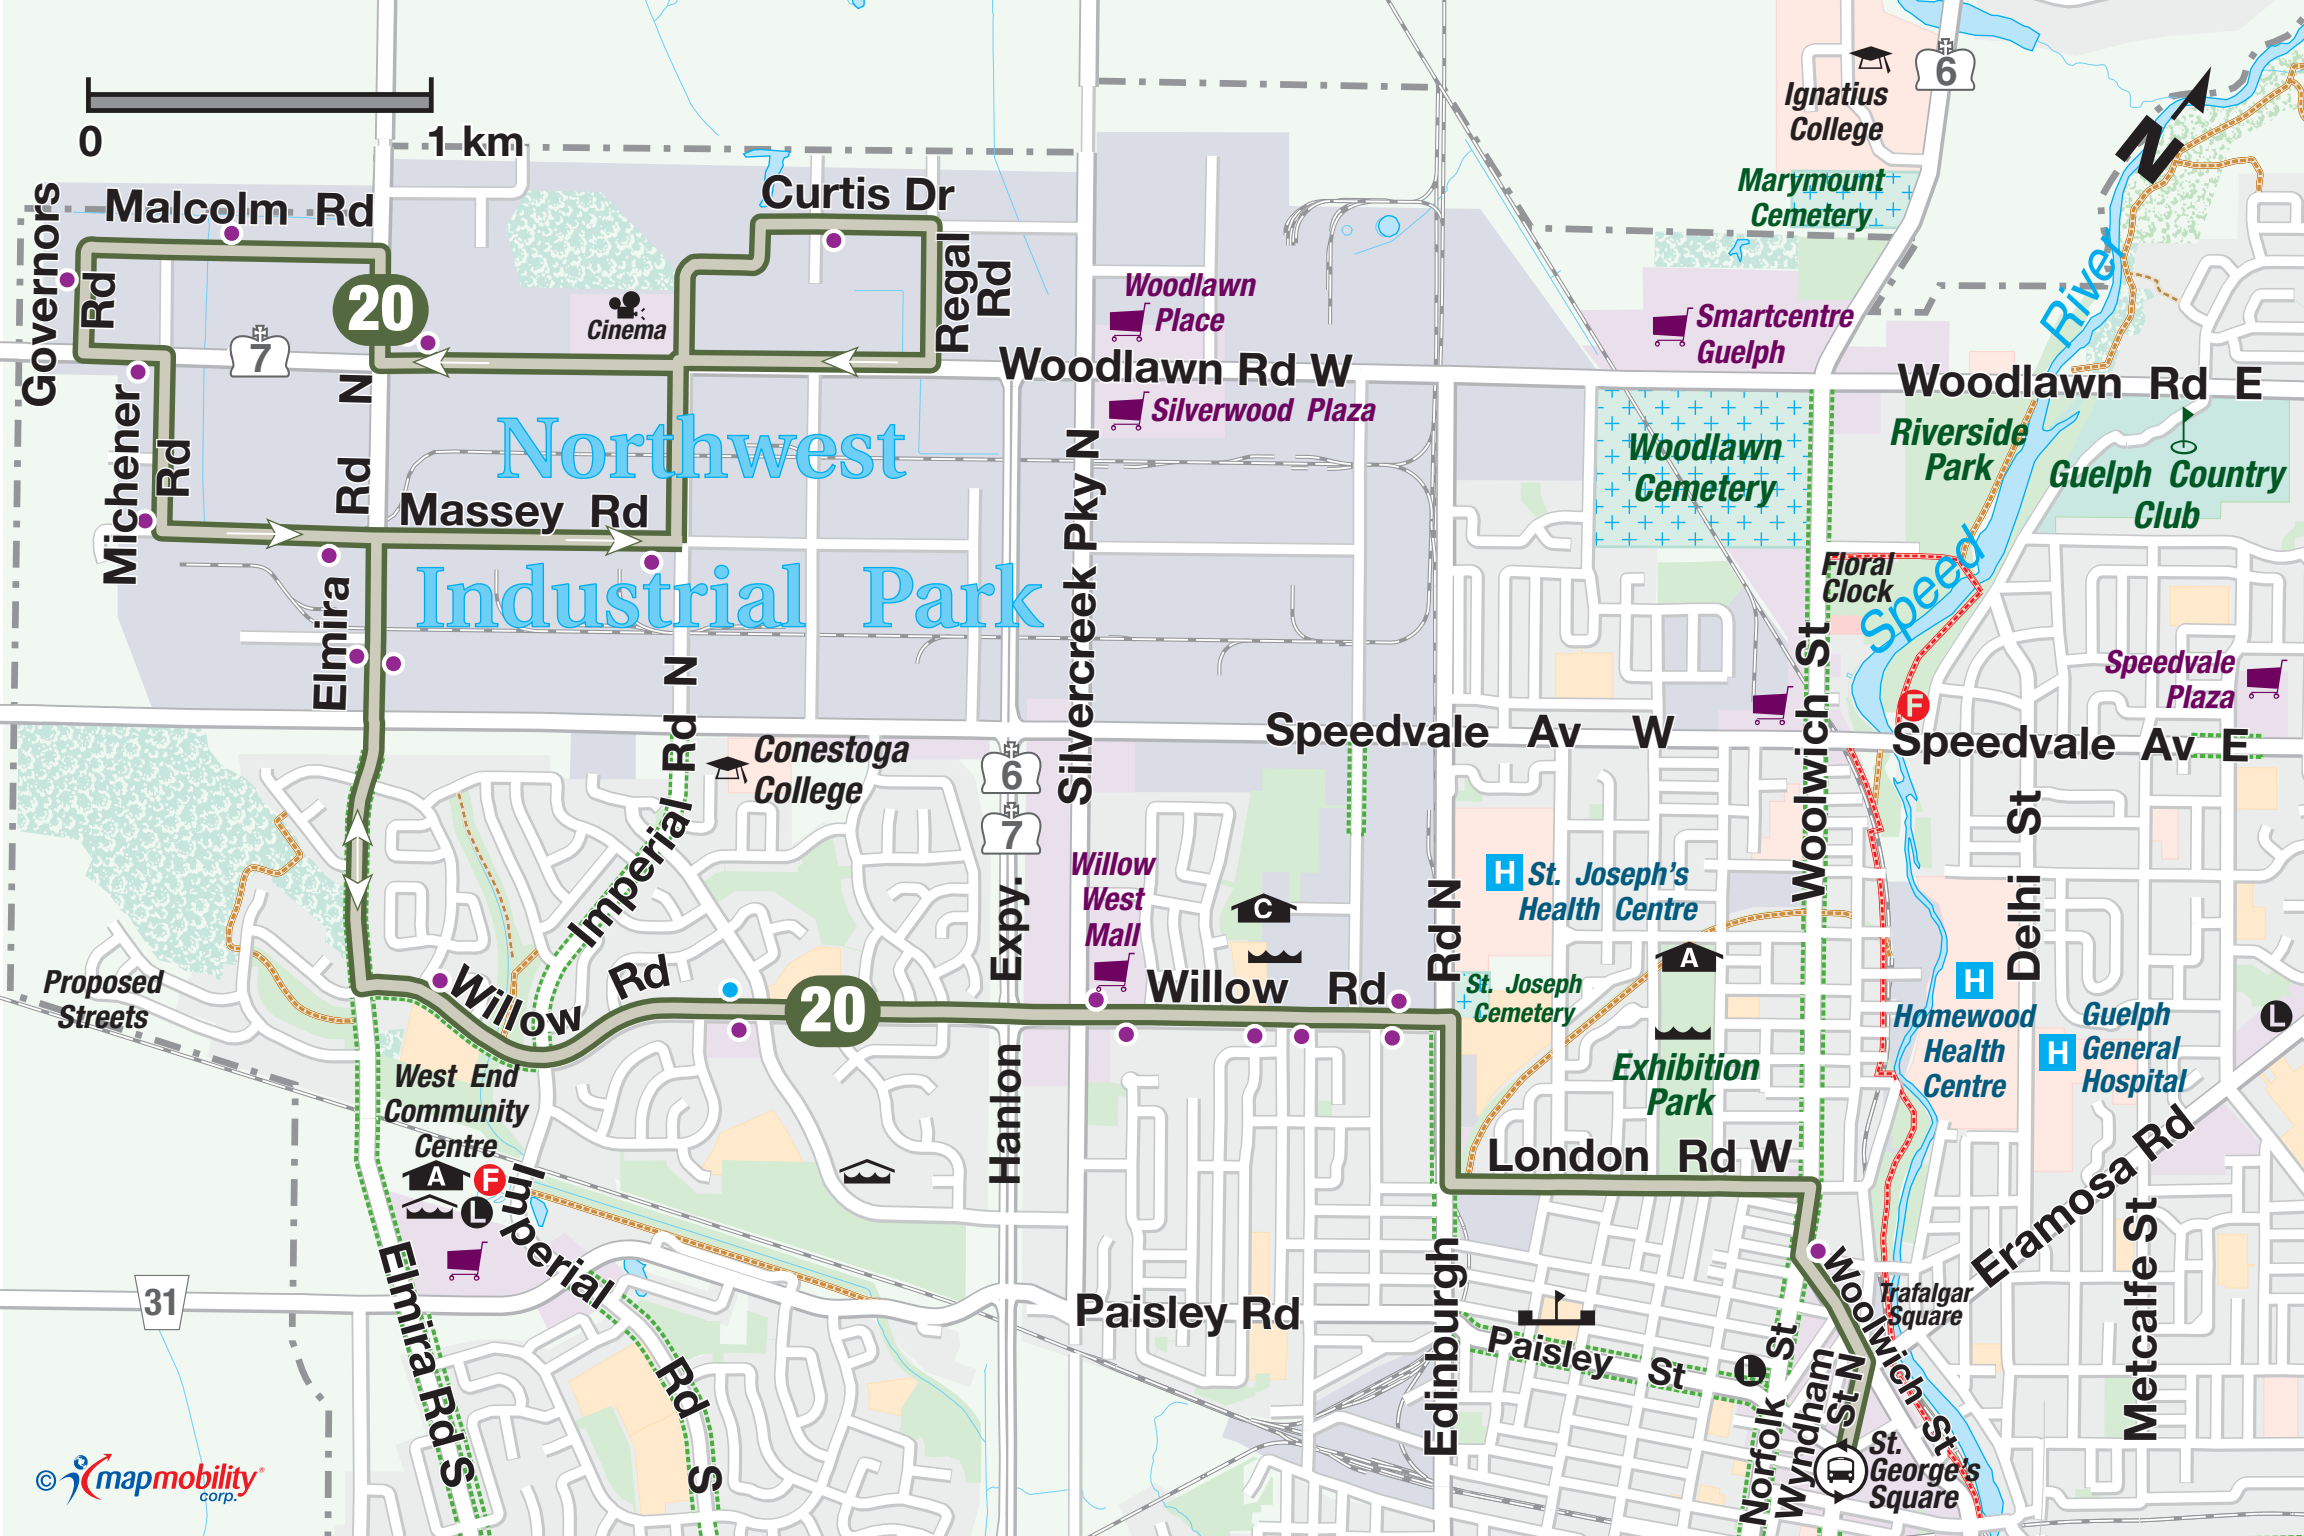 0
1 km
Ignatius
College
6
N
Marymount
Cemetery
Malcolm Rd
Curtis Dr
Governors
Rd
Regal
Rd
River
20
7
Cinema
Woodlawn
Place
Smartcentre
Guelph
Woodlawn Rd W
Woodlawn Rd E
Silverwood Plaza
Riverside
Park
Guelph Country
Club
Woodlawn
Cemetery
Northwest
Industrial Park
Massey Rd
Michener
Rd
Elmira
Rd N
Silvercreek Pky N
Floral
Clock
Speed
Speedvale
Plaza
F
Speedvale Av W
Speedvale Av E
Woolwich St
Imperial Rd N
Conestoga
College
6
7
Hanlon Expy.
Willow
West
Mall
C
H
St. Joseph's
Health Centre
A
Delhi St
Edinburgh Rd N
Proposed
Streets
Willow Rd
20
Willow Rd
St. Joseph
Cemetery
H
Homewood
Health
Centre
H
Guelph
General
Hospital
L
Exhibition
Park
West End
Community
Centre
A
F
L
London Rd W
Eramosa Rd
Metcalfe St
Imperial
Rd S
Elmira Rd S
31
Paisley Rd
Paisley St
L
Norfolk St
Wyndham
St N
Woolwich St
Trafalgar
Square
St.
George's
Square
© mapmobility®
corp.